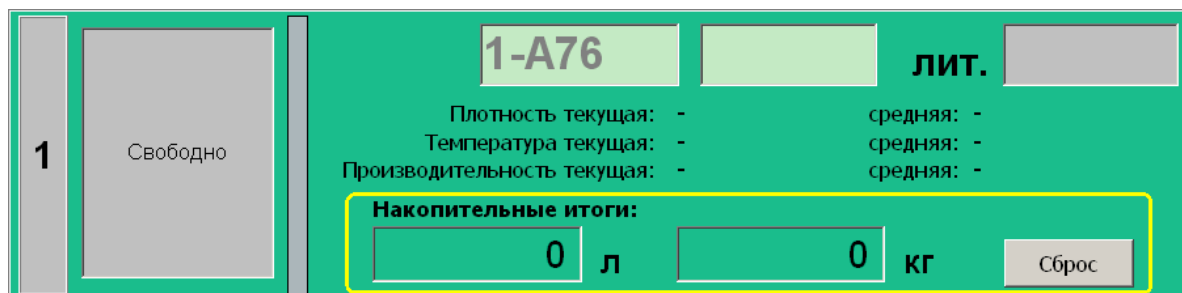 1
Свободно
1-А76 лит.
Плотность текущая: - средняя: -
Температура текущая: - средняя: -
Производительность текущая: - средняя: -
Накопительные итоги:
0 л 0 кг Сброс